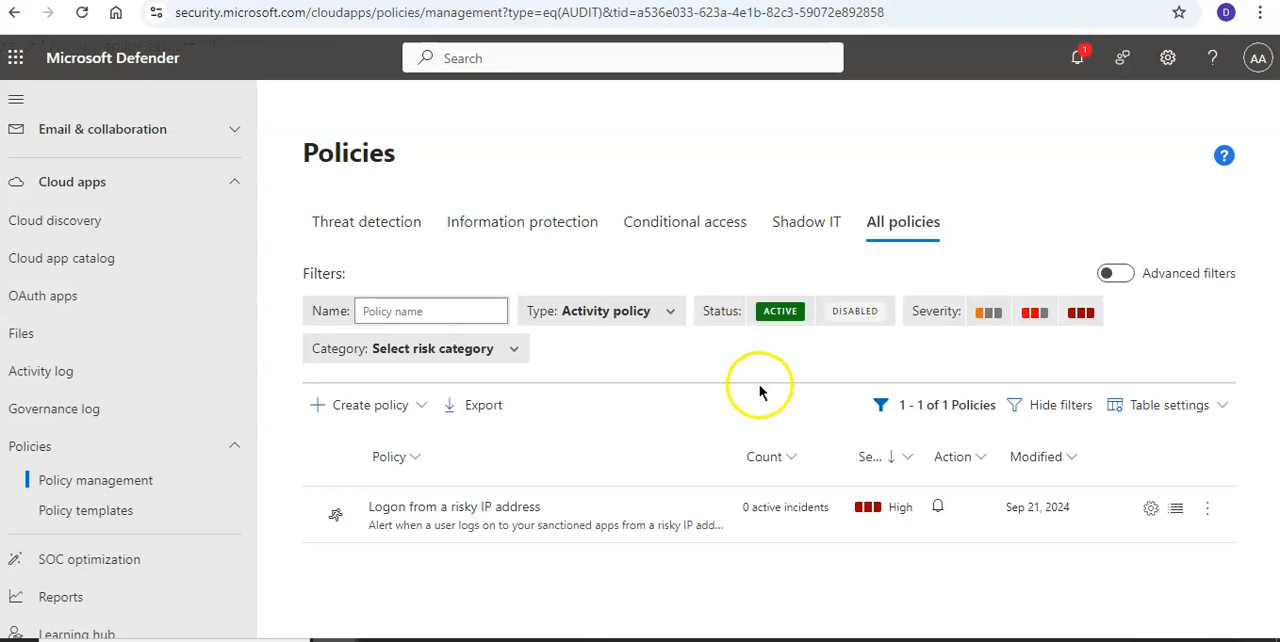 security.microsoft.com/cloudapps/policies/management?type=eq(AUDIT)&tid=a536e033-623a-4e1b-82c3-59072e892858
D
Microsoft Defender
Search
1
?
AA
Email & collaboration
Cloud apps
Cloud discovery
Cloud app catalog
OAuth apps
Files
Activity log
Governance log
Policies
Policy management
Policy templates
SOC optimization
Reports
Learning hub
Policies
?
Threat detection
Information protection
Conditional access
Shadow IT
All policies
Filters:
Advanced filters
Name: Policy name
Type: Activity policy
Status: ACTIVE DISABLED
Severity:
Category: Select risk category
Create policy
Export
1 - 1 of 1 Policies
Hide filters
Table settings
Policy
Count
Se...
Action
Modified
Logon from a risky IP address
Alert when a user logs on to your sanctioned apps from a risky IP add...
0 active incidents
High
Sep 21, 2024